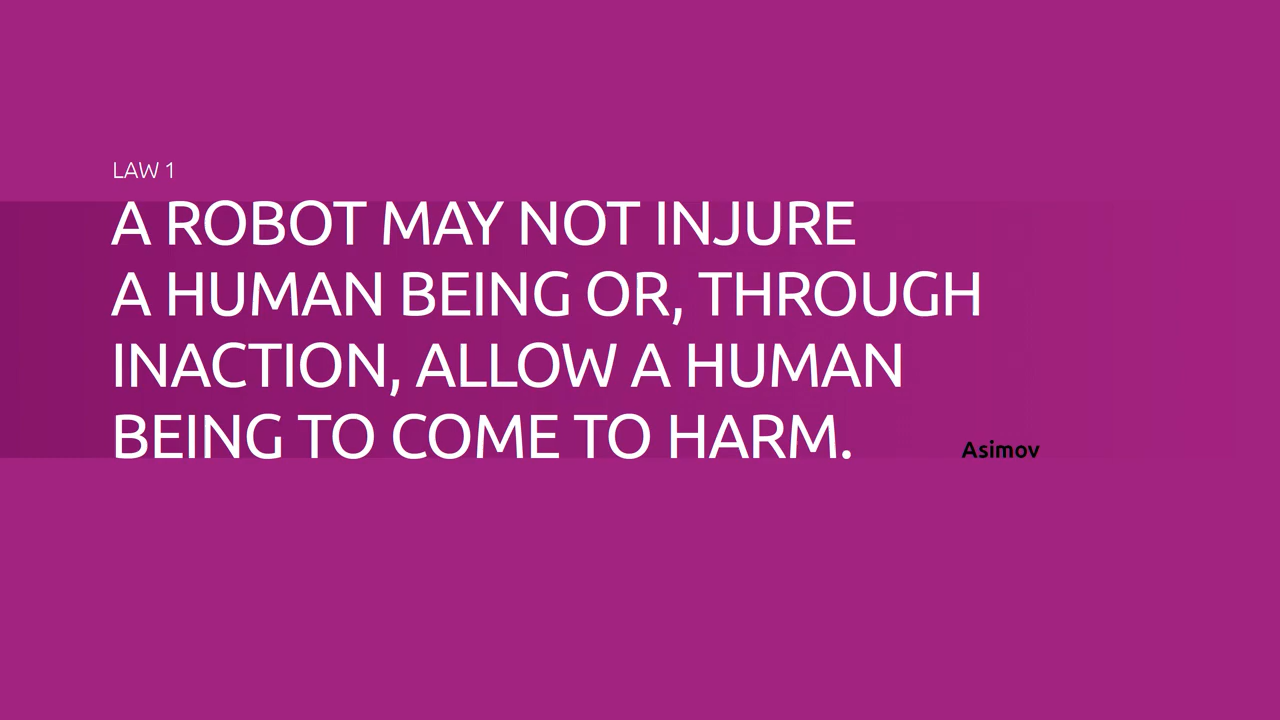 LAW 1
A ROBOT MAY NOT INJURE
A HUMAN BEING OR, THROUGH
INACTION, ALLOW A HUMAN
BEING TO COME TO HARM.
Asimov